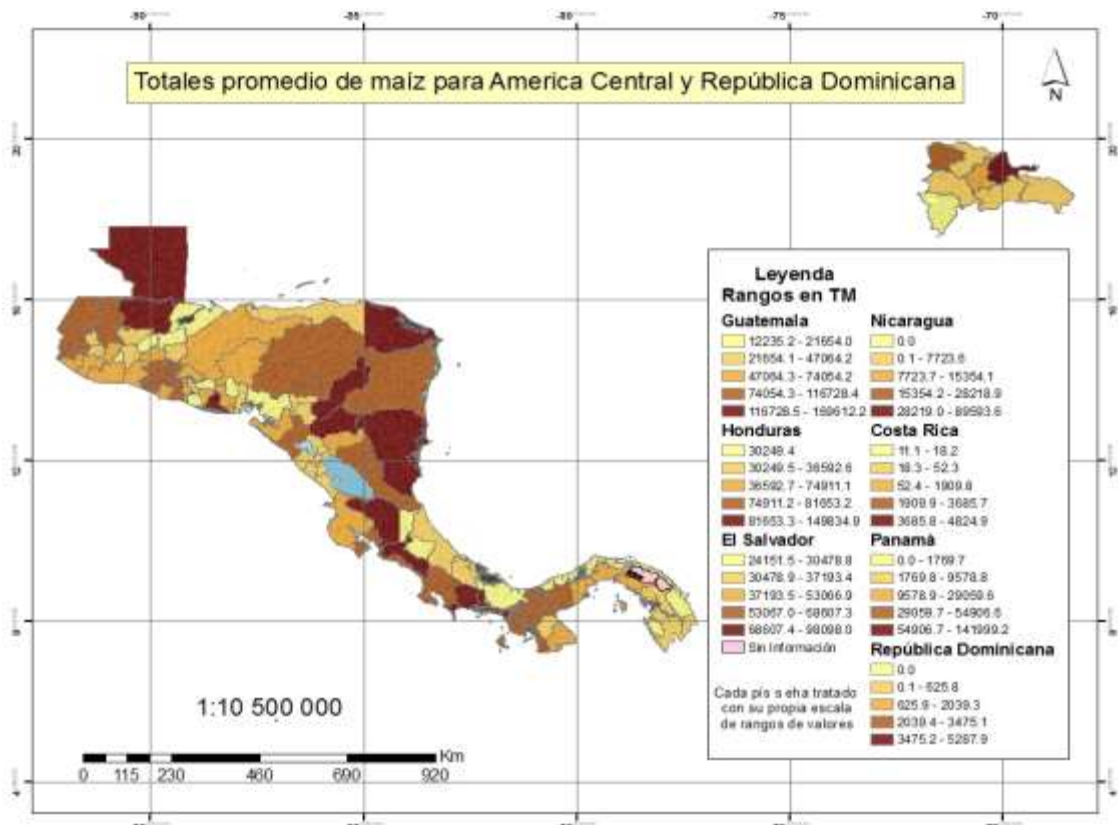 -90
-85
-80
-75
-70
Totales promedio de maíz para America Central y República Dominicana
N
Leyenda
Rangos en TM
Guatemala
12235.2 - 21654.0
21654.1 - 47064.2
47064.3 - 74054.2
74054.3 - 116728.4
116728.5 - 169612.2
Honduras
30249.4
30249.5 - 36592.6
36592.7 - 74911.1
74911.2 - 81653.2
81653.3 - 149834.9
El Salvador
24151.5 - 30478.8
30478.9 - 37193.4
37193.5 - 53066.9
53067.0 - 68607.3
68607.4 - 98098.0
Sin Información
Nicaragua
0.0
0.1 - 7723.6
7723.7 - 15354.1
15354.2 - 28218.9
28219.0 - 89593.6
Costa Rica
11.1 - 18.2
18.3 - 52.3
52.4 - 1909.8
1909.9 - 3685.7
3685.8 - 4824.9
Panamá
0.0 - 1769.7
1769.8 - 9578.8
9578.9 - 29059.6
29059.7 - 54906.6
54906.7 - 141999.2
República Dominicana
0.0
0.1 - 625.8
625.9 - 2039.3
2039.4 - 3475.1
3475.2 - 5287.9
Cada pís s eha tratado
con su propia escala
de rangos de valores
1:10 500 000
Km
0 115 230 460 690 920